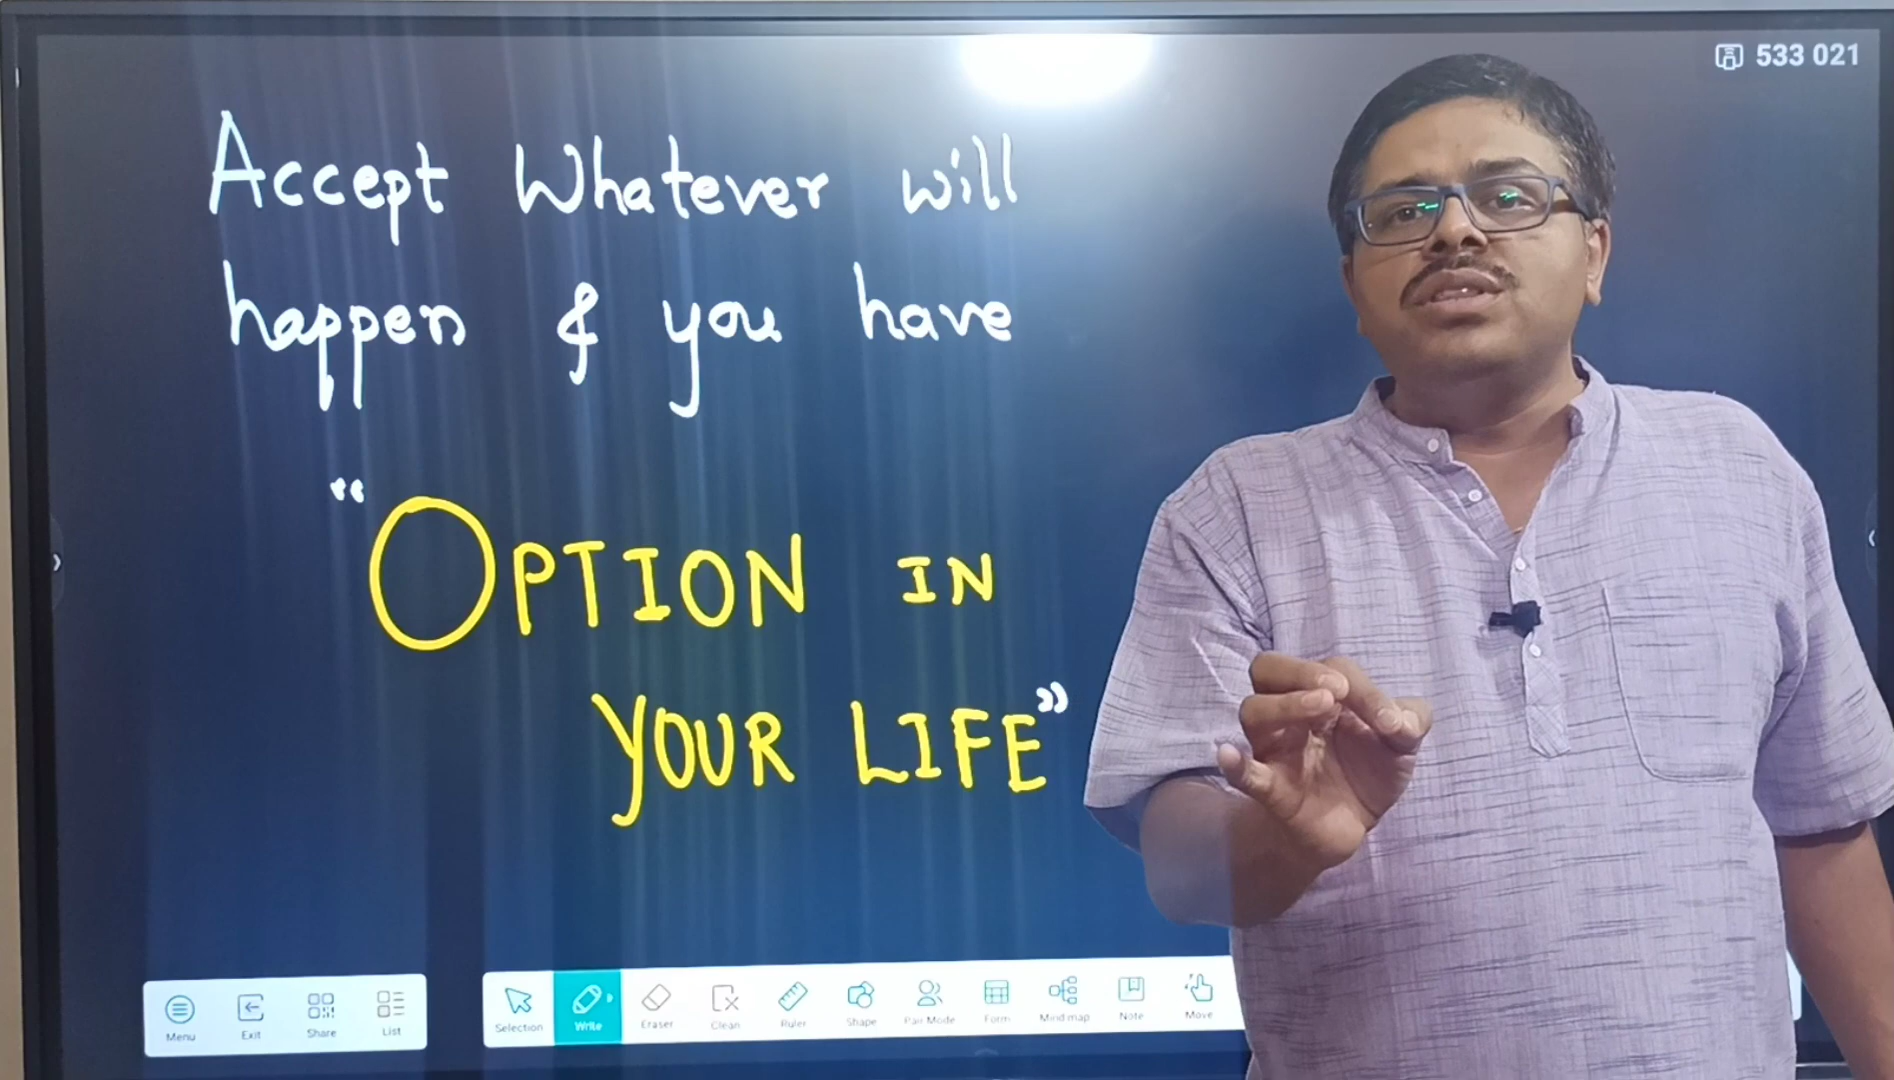 533 021
Accept Whatever will
happen & you have
“OPTION IN
YOUR LIFE”
Menu Exit Share List Selection Write Eraser Clean Ruler Shape Pair Mode Form Mind map Note Move